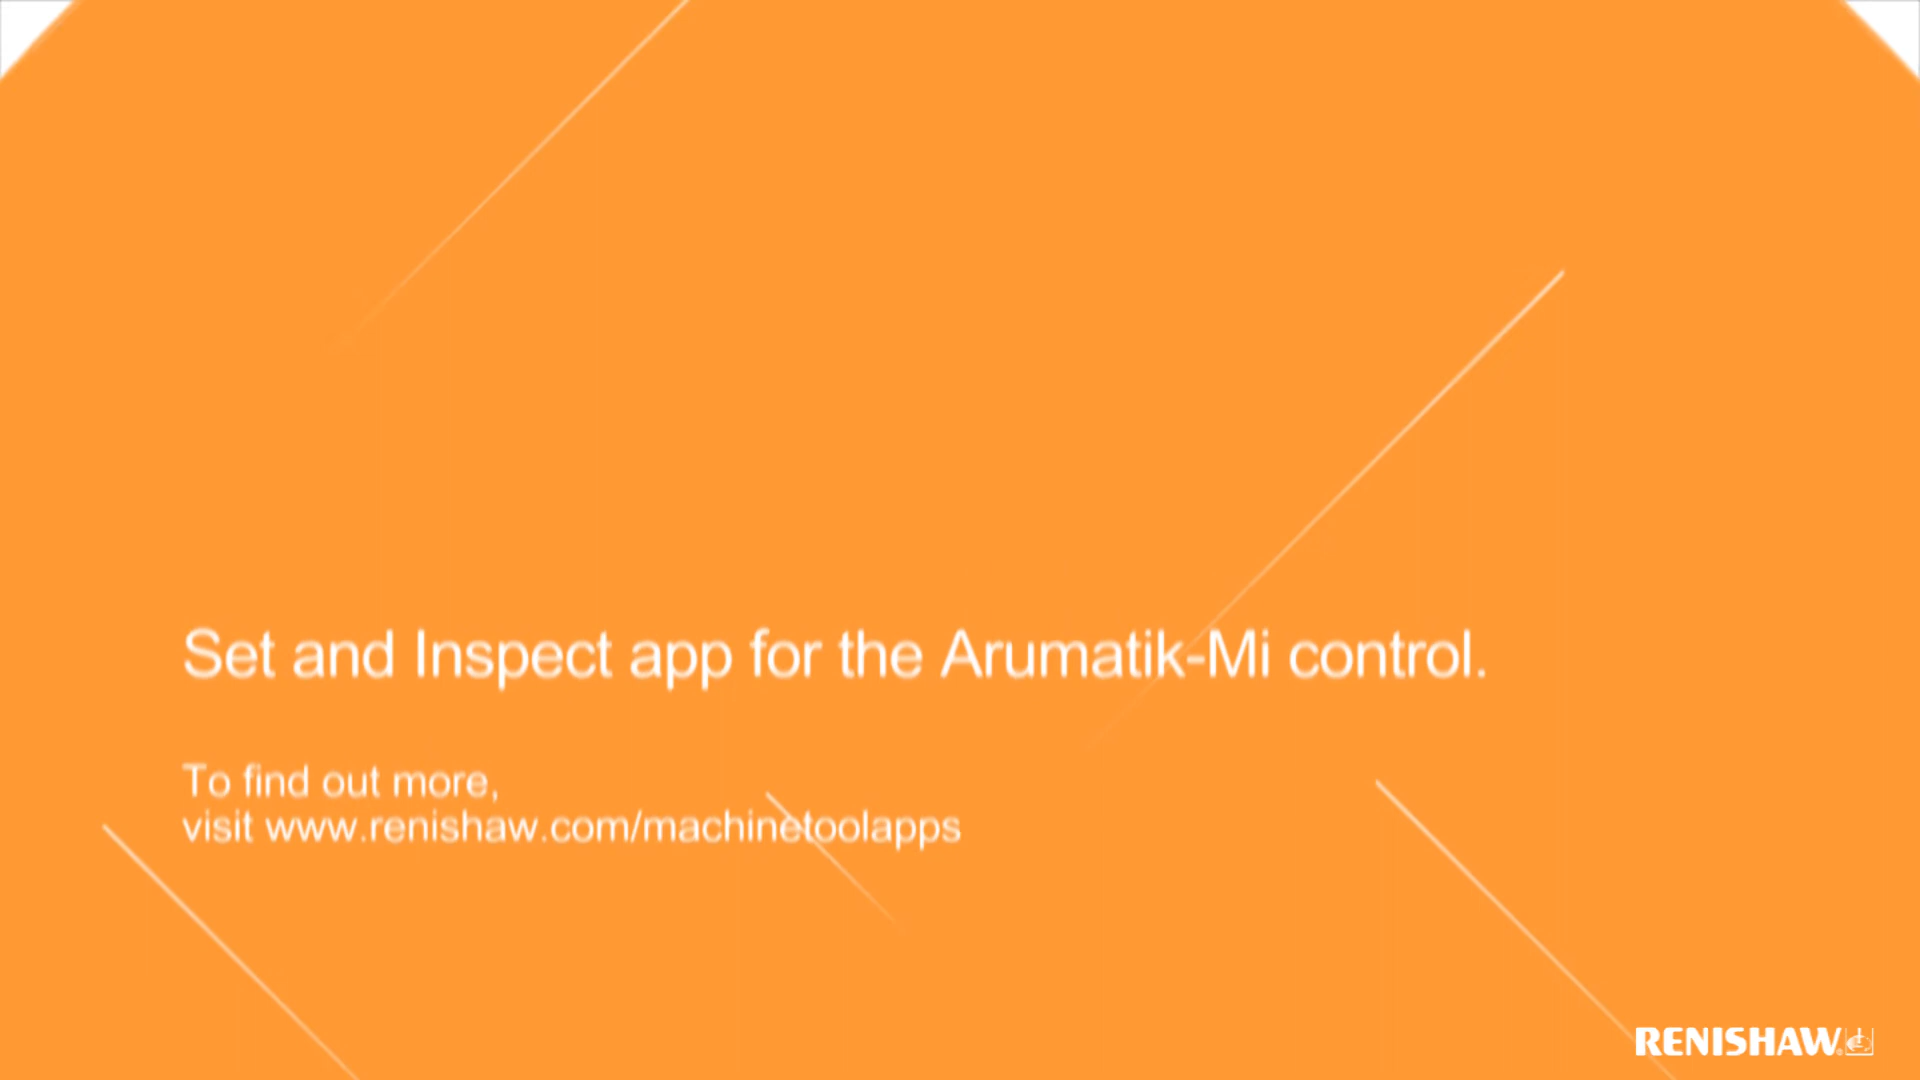 Set and Inspect app for the Arumatik-Mi control.
To find out more,
visit www.renishaw.com/machinetoolapps
RENISHAW